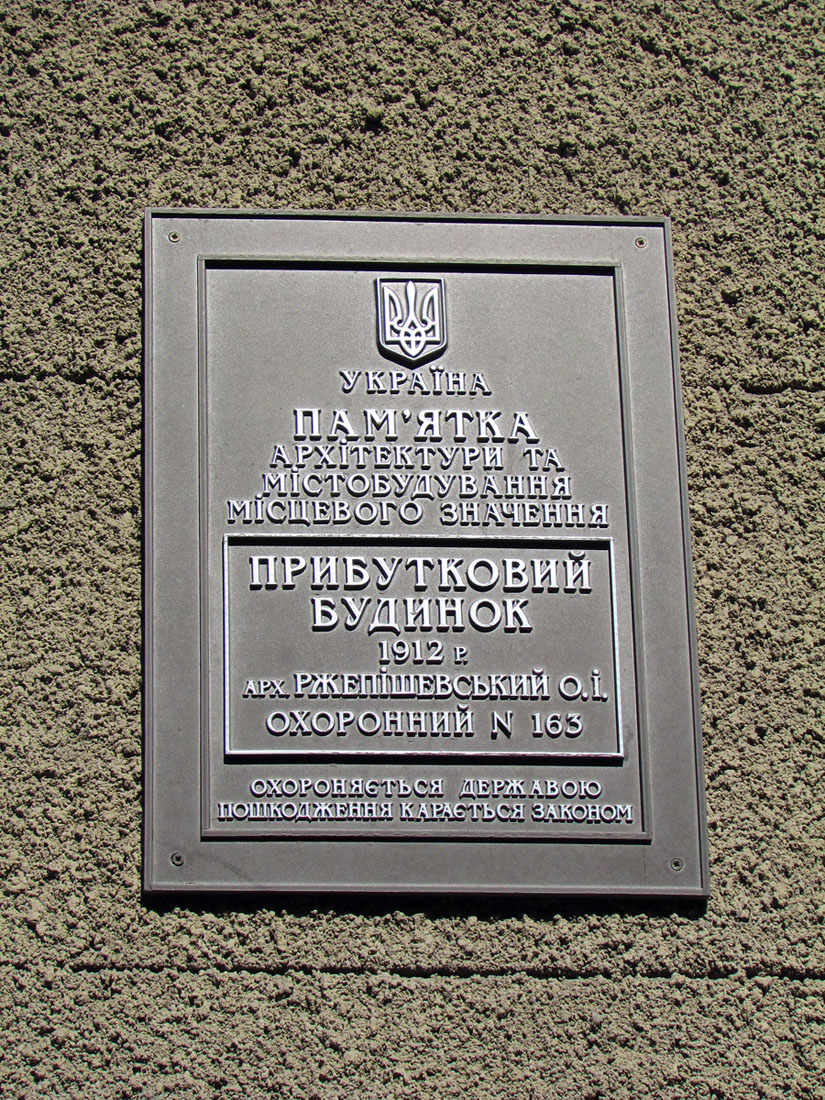 УКРАЇНА
ПАМ'ЯТКА
АРХІТЕКТУРИ ТА
МІСТОБУДУВАННЯ
МІСЦЕВОГО ЗНАЧЕННЯ
ПРИБУТКОВИЙ
БУДИНОК
1912 Р.
АРХ. РЖЕПІШЕВСЬКИЙ О.І.
ОХОРОННИЙ N 163
ОХОРОНЯЄТЬСЯ ДЕРЖАВОЮ
ПОШКОДЖЕННЯ КАРАЄТЬСЯ ЗАКОНОМ